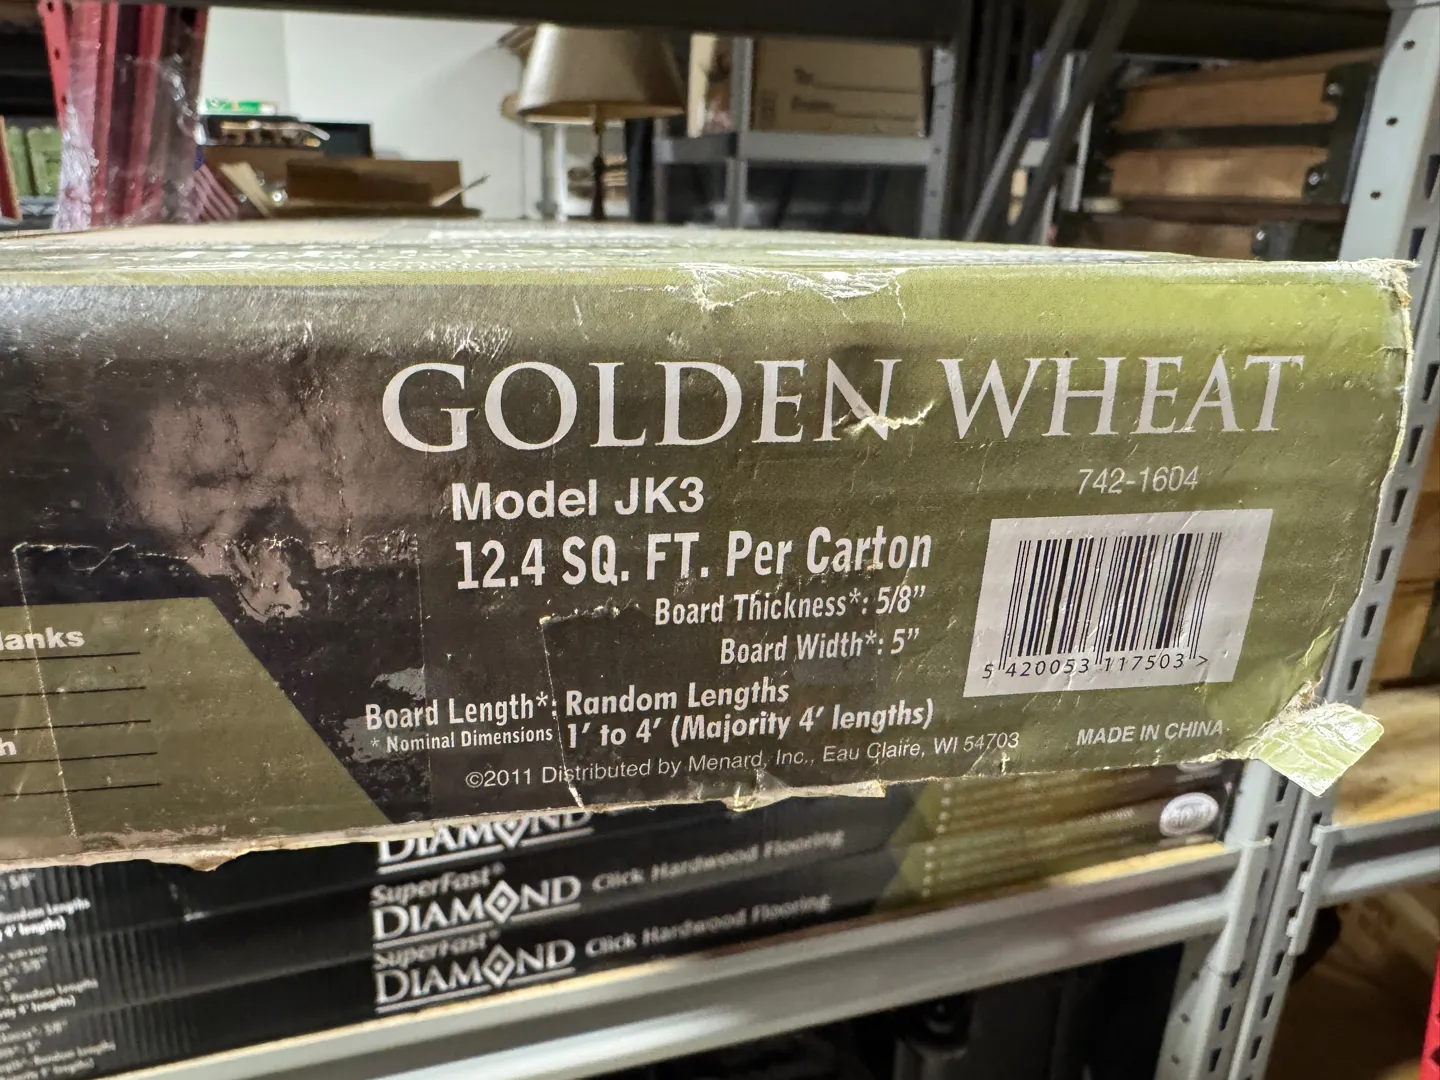 GOLDEN WHEAT
742-1604
Model JK3
12.4 SQ. FT. Per Carton
Board Thickness*: 5/8"
Board Width*: 5"
Board Length*: Random Lengths
1' to 4' (Majority 4' lengths)
* Nominal Dimensions
©2011 Distributed by Menard, Inc., Eau Claire, WI 54703
MADE IN CHINA
5 420053 117503 >
lanks
h
DIAMOND
SuperFast®
DIAMOND Click Hardwood Flooring
SuperFast®
DIAMOND Click Hardwood Flooring